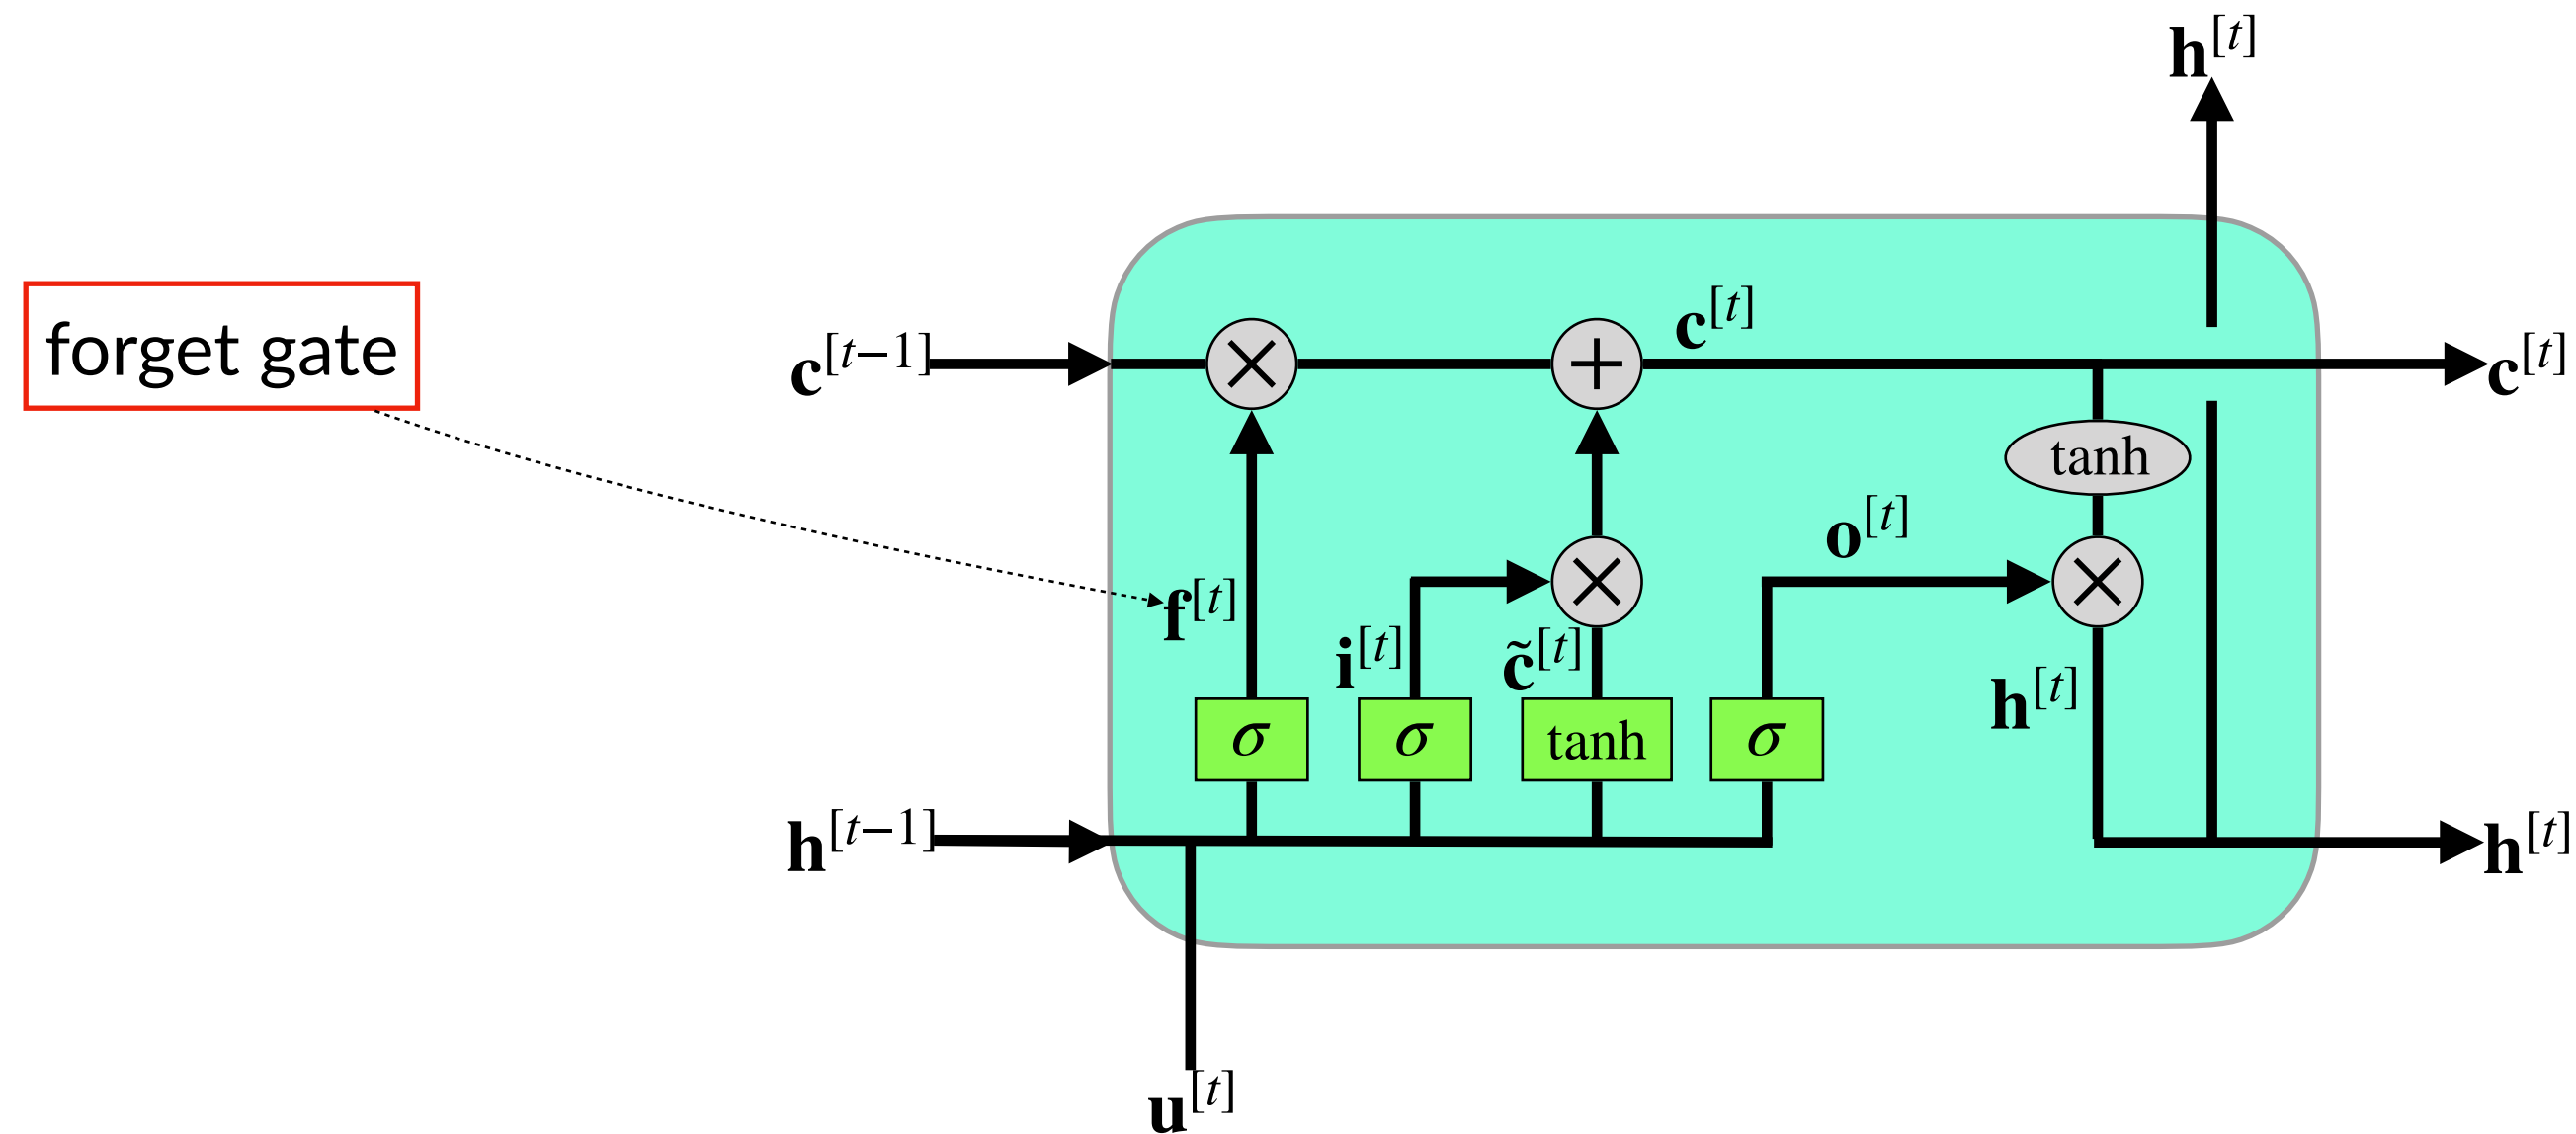 h^[t]
forget gate
c^[t−1]
×
+
c^[t]
c^[t]
tanh
o^[t]
f^[t]
×
×
i^[t]
c̃^[t]
h^[t]
σ
σ
tanh
σ
h^[t−1]
h^[t]
u^[t]